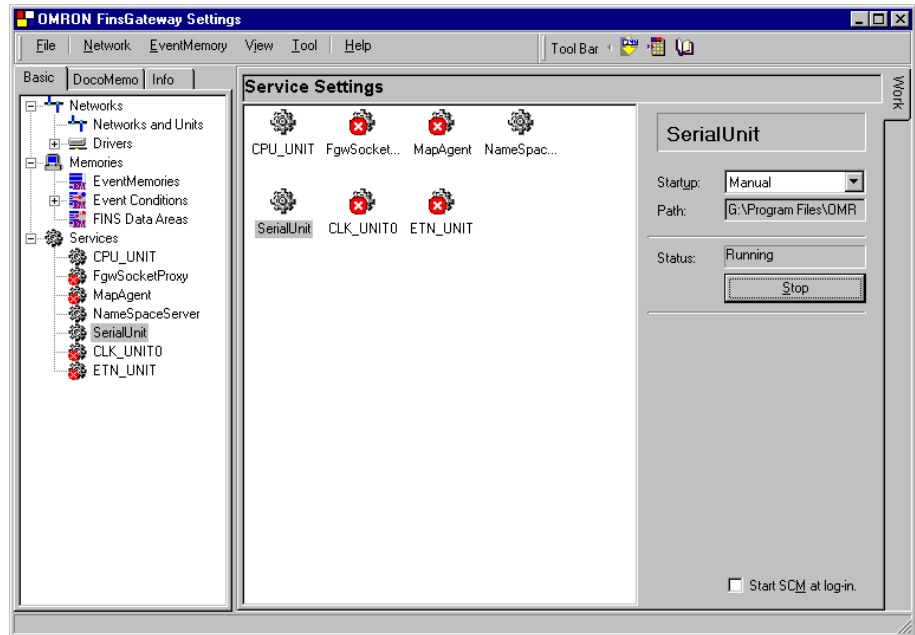 OMRON FinsGateway Settings
File Network EventMemory View Tool Help Tool Bar
Basic DocoMemo Info
Networks
Networks and Units
Drivers
Memories
EventMemories
Event Conditions
FINS Data Areas
Services
CPU_UNIT
FgwSocketProxy
MapAgent
NameSpaceServer
SerialUnit
CLK_UNIT0
ETN_UNIT
Service Settings
CPU_UNIT FgwSocket... MapAgent NameSpac...
SerialUnit CLK_UNIT0 ETN_UNIT
SerialUnit
Startup: Manual
Path: G:\Program Files\OMR
Status: Running
Stop
Start SCM at log-in.
Work